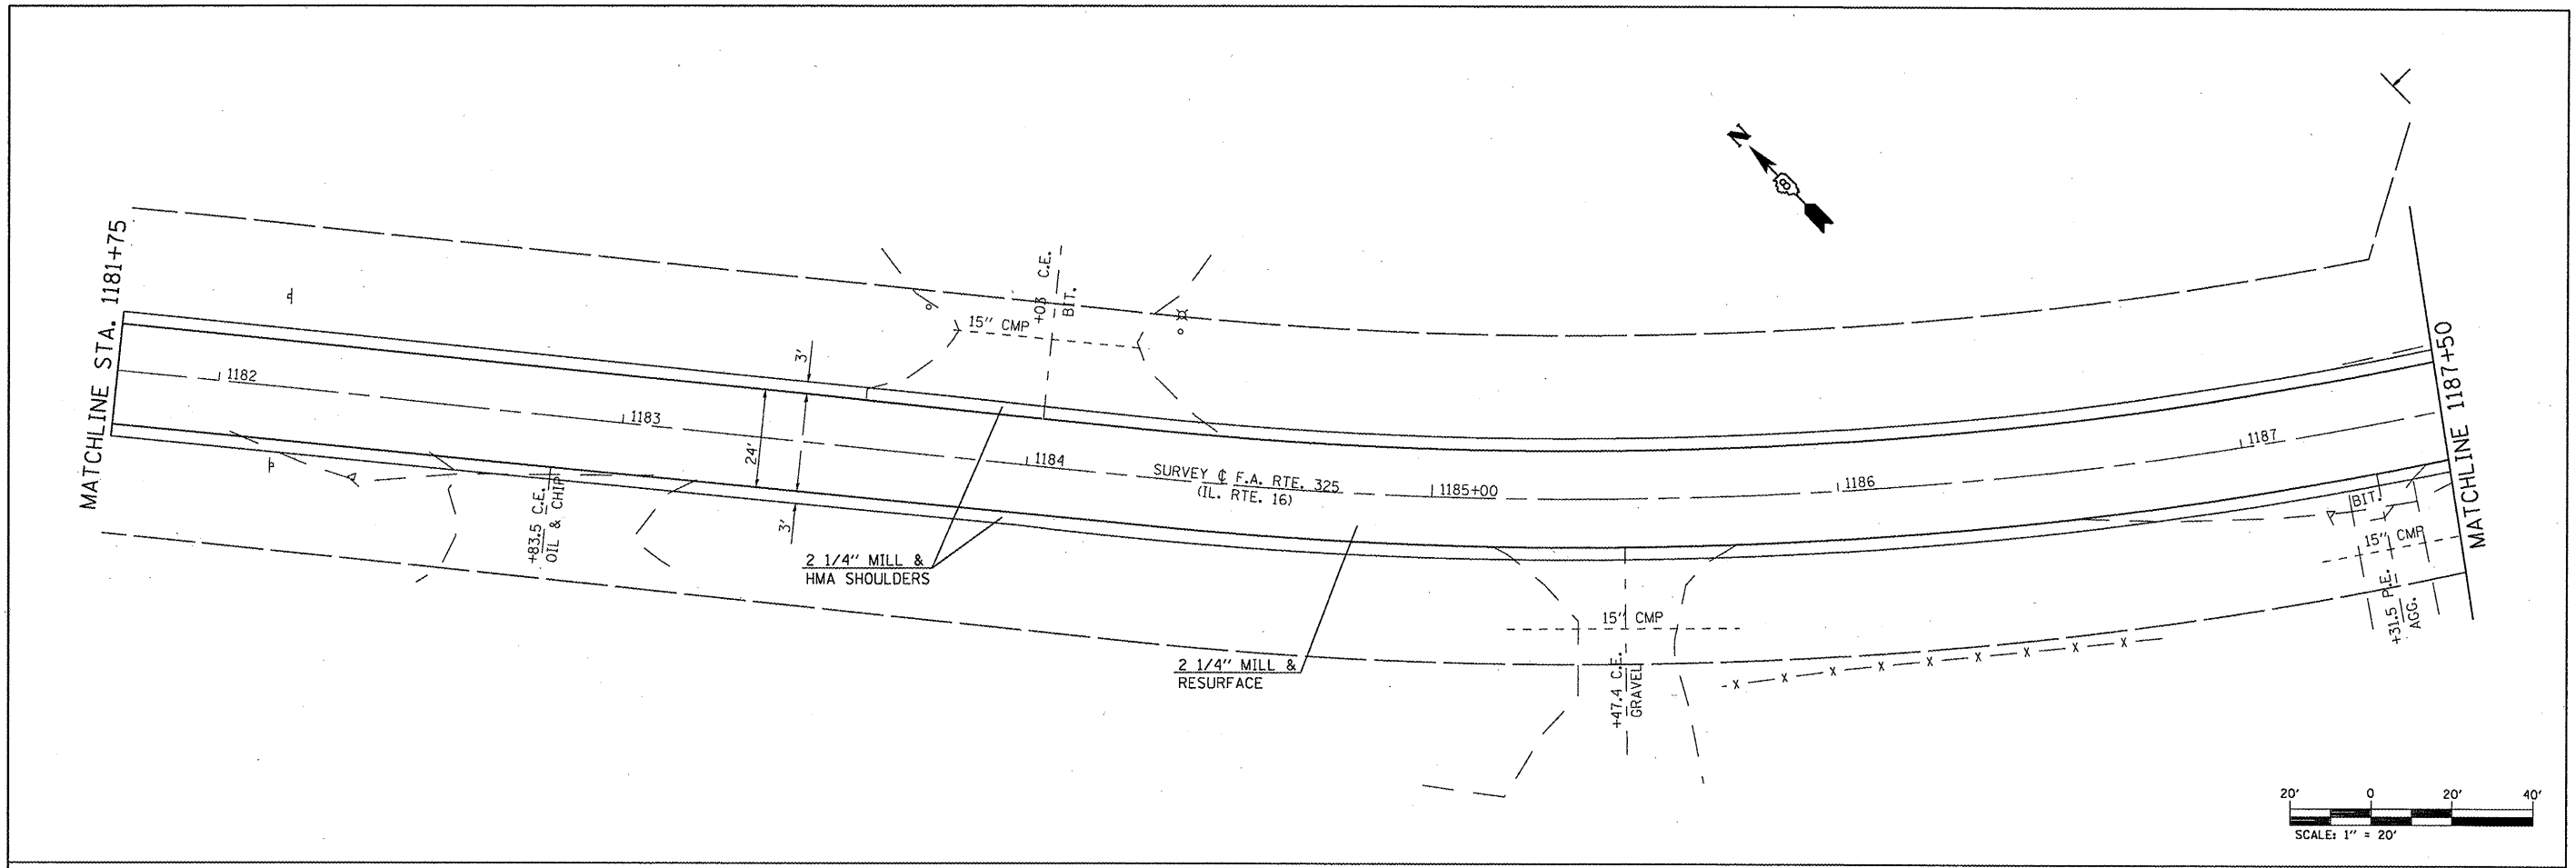 MATCHLINE STA. 1181+75
N
8
+03 C.E.
BIT.
15" CMP
3'
1182
1183
24'
1184
SURVEY ℄ F.A. RTE. 325
(IL. RTE. 16)
1185+00
1186
1187
MATCHLINE 1187+50
3'
+83.5 C.E.
OIL & CHIP
2 1/4" MILL &
HMA SHOULDERS
2 1/4" MILL &
RESURFACE
15" CMP
+47.4 C.E.
GRAVEL
X X X X X X X X X
BIT.
15" CMP
+31.5 P.E.
AGG.
20' 0 20' 40'
SCALE: 1" = 20'